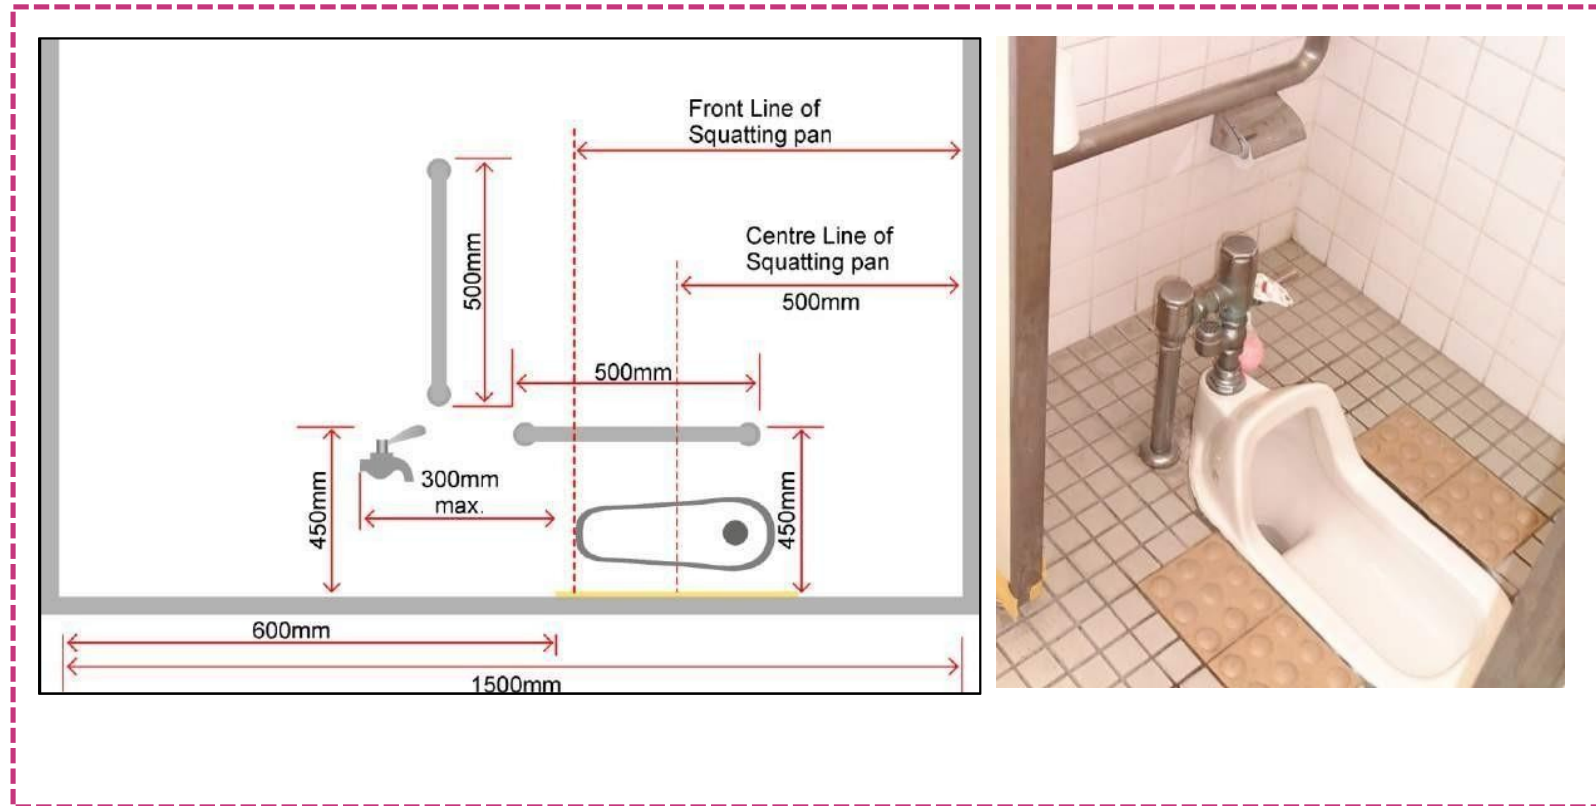 Front Line of
Squatting pan
Centre Line of
Squatting pan
500mm
500mm
500mm
300mm
max.
450mm
450mm
600mm
1500mm